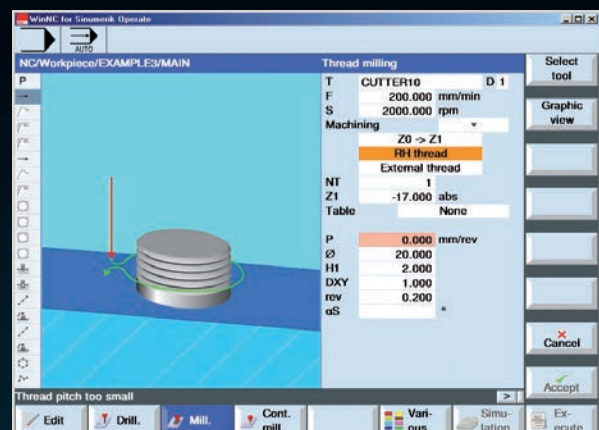 WinNC for Sinumerik Operate
AUTO
NC/Workpiece/EXAMPLE3/MAIN
Thread milling
P
T CUTTER10 D 1
F 200.000 mm/min
S 2000.000 rpm
Machining
Z0 -> Z1
RH thread
External thread
NT 1
Z1 -17.000 abs
Table None
P 0.000 mm/rev
Ø 20.000
H1 2.000
DXY 1.000
rev 0.200
αS °
Thread pitch too small
>
Select tool
Graphic view
Cancel
Accept
Edit
Drill.
Mill.
Cont. mill.
Vari- ous
Simu- lation
Ex- ecute